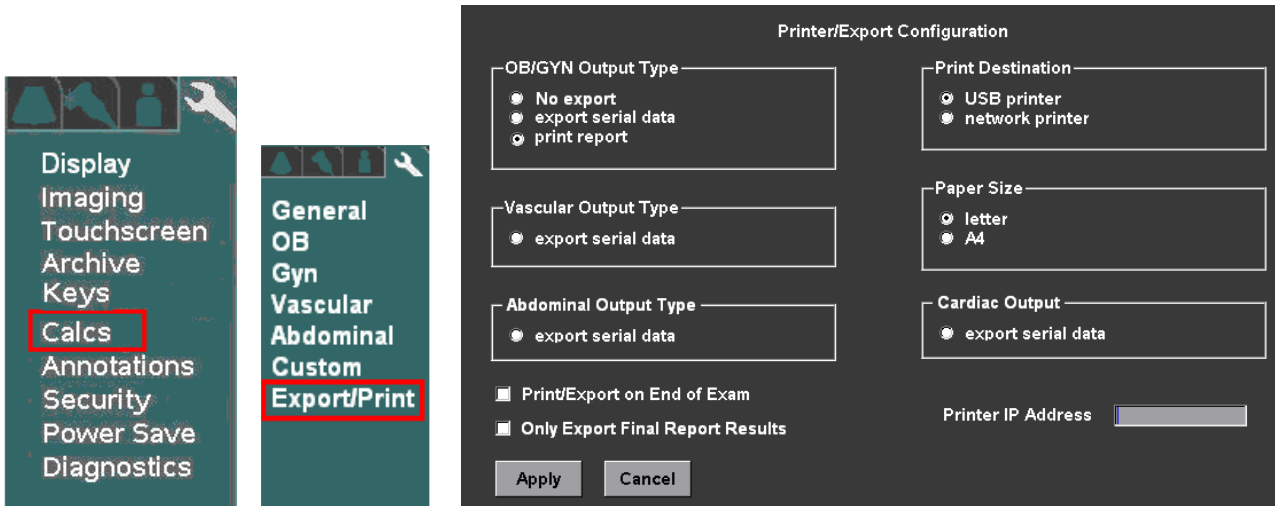 Display
Imaging
Touchscreen
Archive
Keys
Calcs
Annotations
Security
Power Save
Diagnostics
General
OB
Gyn
Vascular
Abdominal
Custom
Export/Print
Printer/Export Configuration
OB/GYN Output Type
No export
export serial data
print report
Vascular Output Type
export serial data
Abdominal Output Type
export serial data
Print/Export on End of Exam
Only Export Final Report Results
Apply Cancel
Print Destination
USB printer
network printer
Paper Size
letter
A4
Cardiac Output
export serial data
Printer IP Address